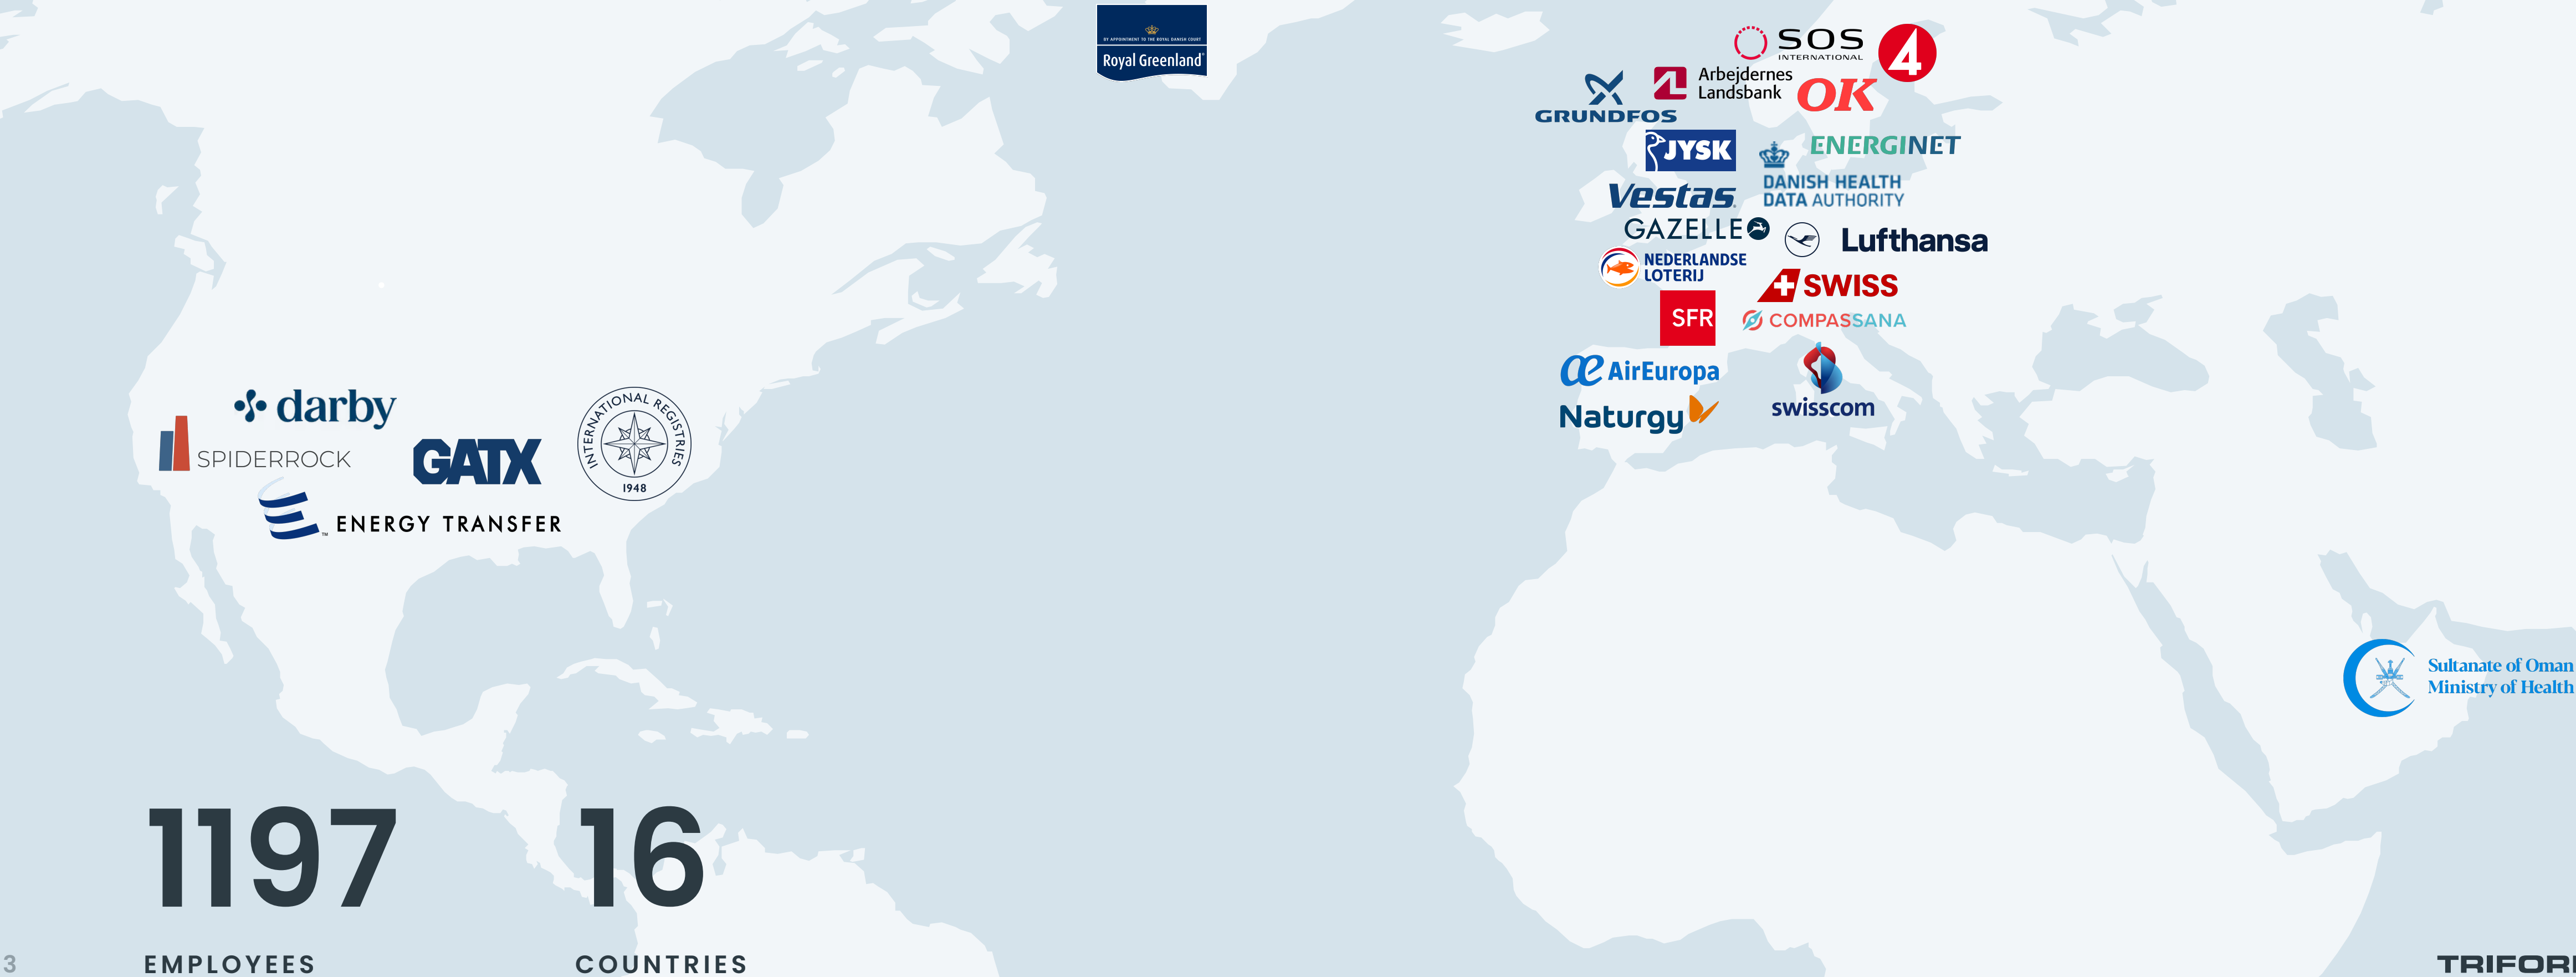 BY APPOINTMENT TO THE ROYAL DANISH COURT
Royal Greenland
SOS
INTERNATIONAL
4
Arbejdernes
Landsbank
OK
GRUNDFOS
JYSK
ENERGINET
DANISH HEALTH
DATA AUTHORITY
Vestas
GAZELLE
Lufthansa
NEDERLANDSE
LOTERIJ
SWISS
SFR
COMPASSANA
AirEuropa
swisscom
Naturgy
darby
SPIDERROCK
GATX
INTERNATIONAL REGISTRIES
1948
ENERGY TRANSFER
TM
Sultanate of Oman
Ministry of Health
1197
EMPLOYEES
16
COUNTRIES
3
TRIFOR